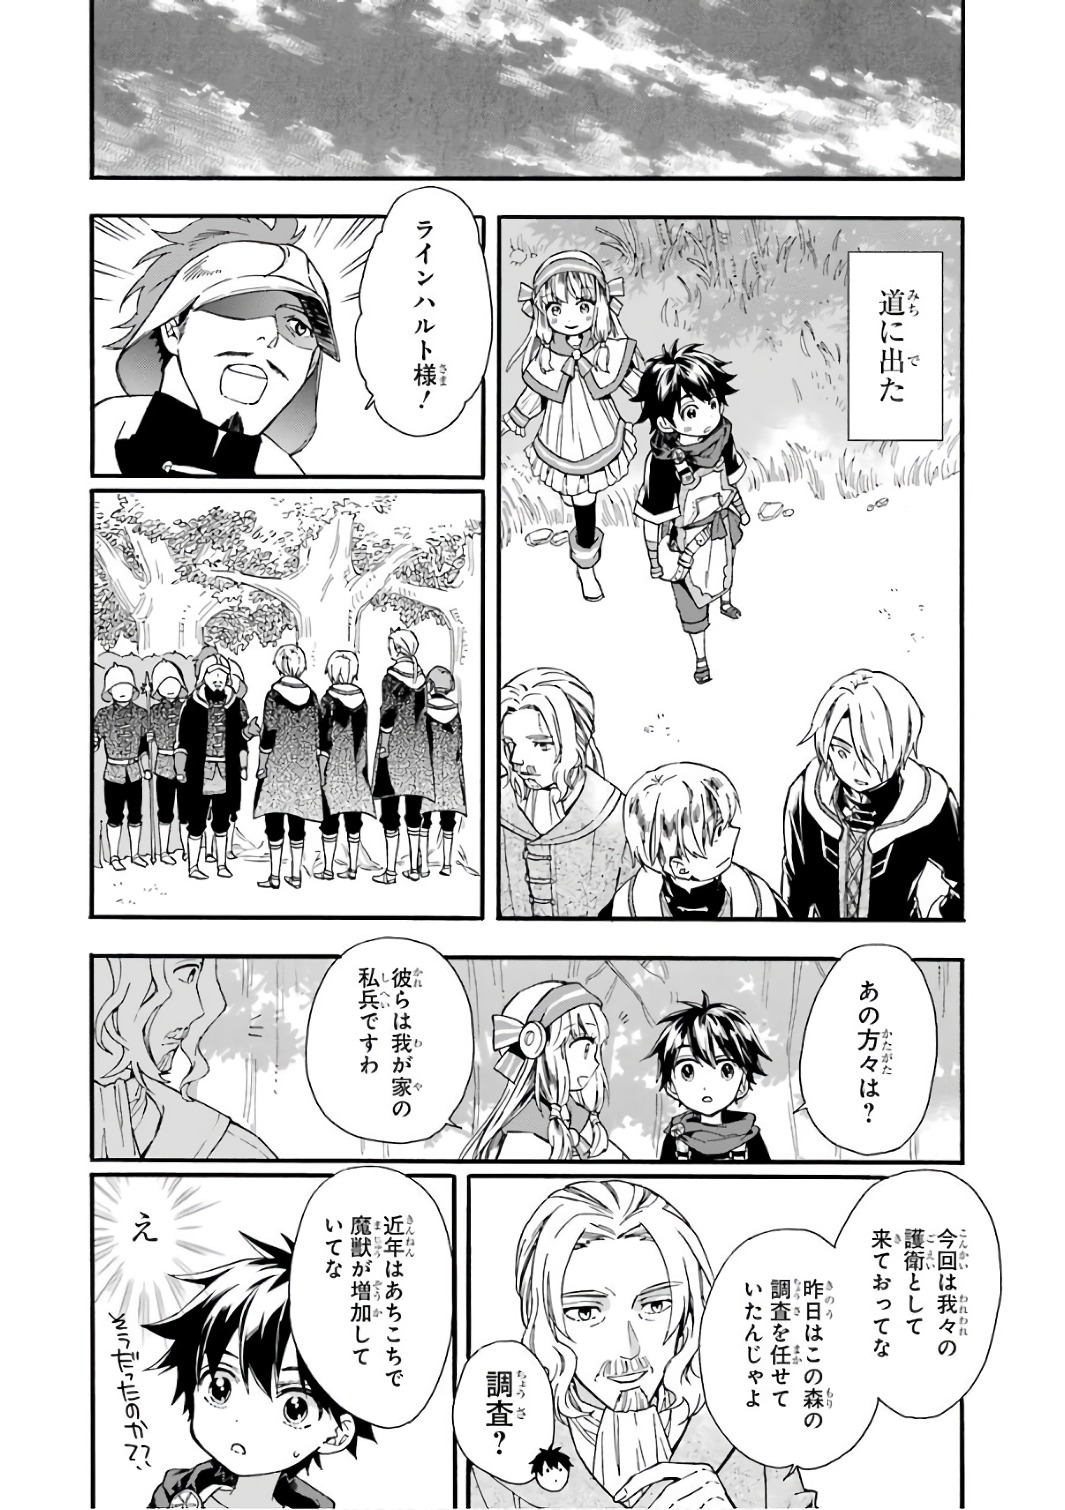 道に出た
ラインハルト様！
あの方々は？
彼らは我が家の
私兵ですわ
今回は我々の
護衛として
来ておってな
昨日はこの森の
調査を任せて
いたんじゃよ
調査？
近年はあちこちで
魔獣が増加して
いてな
え
そうだったのか？？